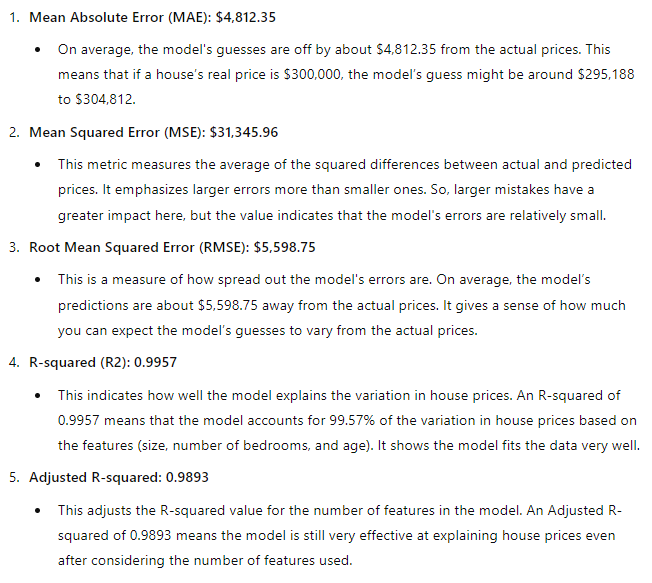 1. Mean Absolute Error (MAE): $4,812.35
• On average, the model's guesses are off by about $4,812.35 from the actual prices. This
means that if a house's real price is $300,000, the model's guess might be around $295,188
to $304,812.
2. Mean Squared Error (MSE): $31,345.96
• This metric measures the average of the squared differences between actual and predicted
prices. It emphasizes larger errors more than smaller ones. So, larger mistakes have a
greater impact here, but the value indicates that the model's errors are relatively small.
3. Root Mean Squared Error (RMSE): $5,598.75
• This is a measure of how spread out the model's errors are. On average, the model's
predictions are about $5,598.75 away from the actual prices. It gives a sense of how much
you can expect the model's guesses to vary from the actual prices.
4. R-squared (R2): 0.9957
• This indicates how well the model explains the variation in house prices. An R-squared of
0.9957 means that the model accounts for 99.57% of the variation in house prices based on
the features (size, number of bedrooms, and age). It shows the model fits the data very well.
5. Adjusted R-squared: 0.9893
• This adjusts the R-squared value for the number of features in the model. An Adjusted R-
squared of 0.9893 means the model is still very effective at explaining house prices even
after considering the number of features used.